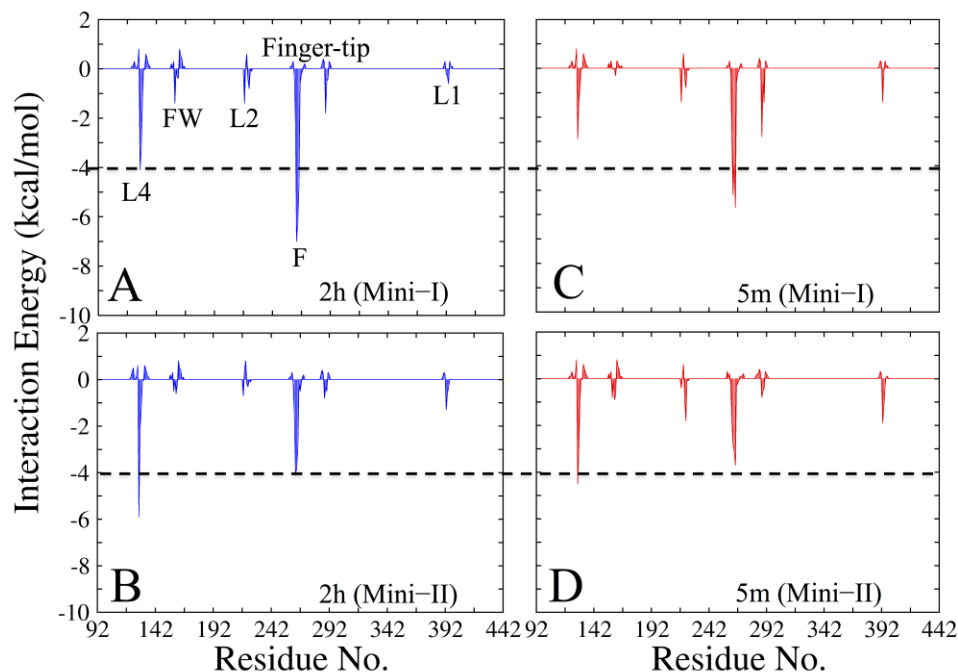 Interaction Energy (kcal/mol)
2
0
-2
-4
-6
-8
-10
Finger-tip
FW
L2
L1
L4
F
A
2h (Mini−I)
C
5m (Mini−I)
2
0
-2
-4
-6
-8
-10
B
2h (Mini−II)
D
5m (Mini−II)
92 142 192 242 292 342 392 442 92 142 192 242 292 342 392 442
Residue No. Residue No.